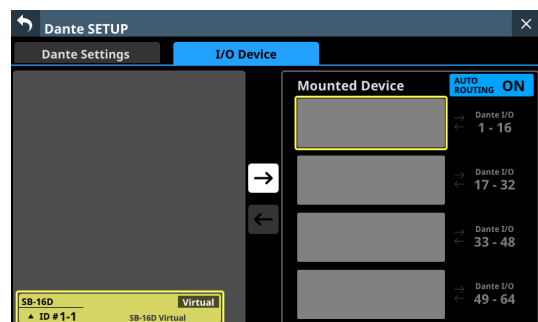 Dante SETUP
Dante Settings
I/O Device
Mounted Device
AUTO ROUTING ON
Dante I/O
1 - 16
Dante I/O
17 - 32
Dante I/O
33 - 48
Dante I/O
49 - 64
SB-16D Virtual
ID # 1-1 SB-16D Virtual